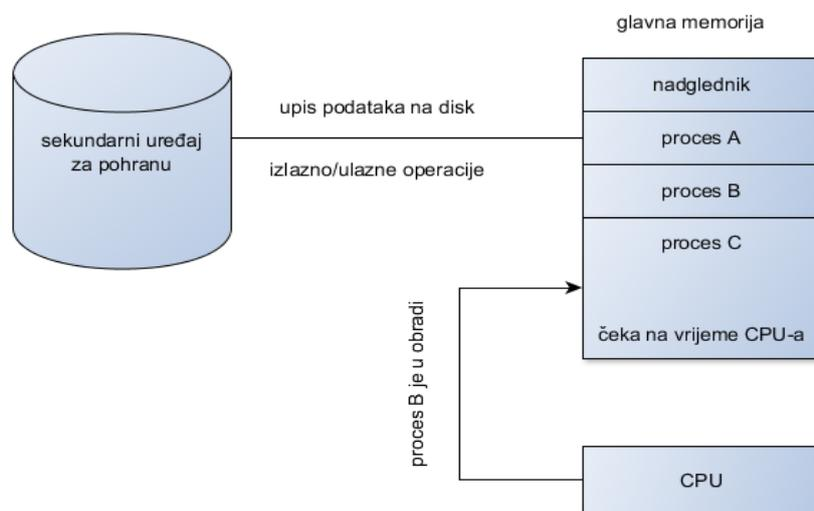 glavna memorija
nadglednik
upis podataka na disk
sekundarni uređaj
za pohranu
proces A
izlazno/ulazne operacije
proces B
proces C
čeka na vrijeme CPU-a
proces B je u obradi
CPU